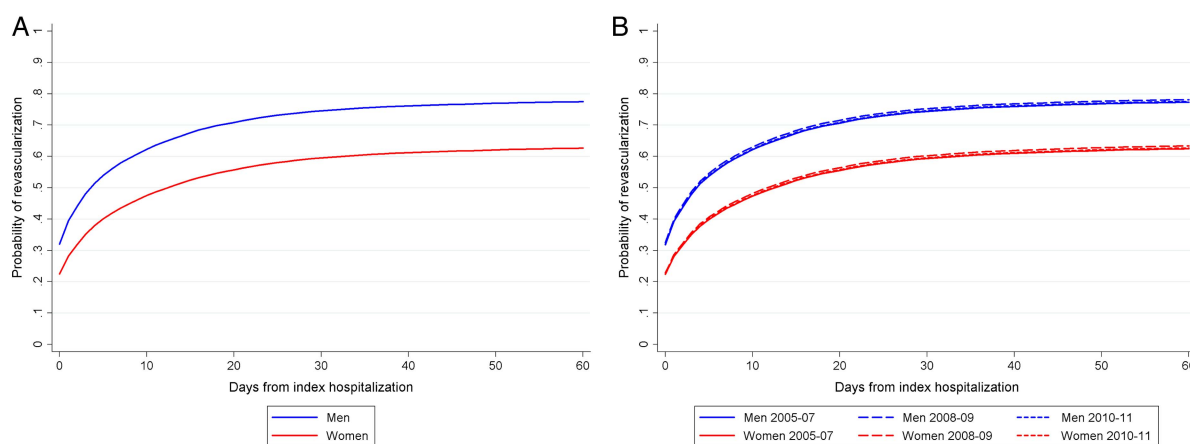 A
Probability of revascularization
1
.9
.8
.7
.6
.5
.4
.3
.2
.1
0
0 10 20 30 40 50 60
Days from index hospitalization
Men
Women
B
Probability of revascularization
1
.9
.8
.7
.6
.5
.4
.3
.2
.1
0
0 10 20 30 40 50 60
Days from index hospitalization
Men 2005-07 Men 2008-09 Men 2010-11
Women 2005-07 Women 2008-09 Women 2010-11